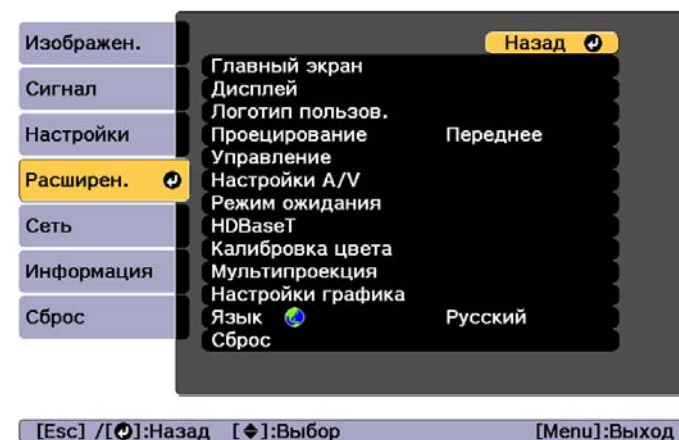 Изображен.
Сигнал
Настройки
Расширен.
Сеть
Информация
Сброс
Назад
Главный экран
Дисплей
Логотип пользов.
Проецирование Переднее
Управление
Настройки A/V
Режим ожидания
HDBaseT
Калибровка цвета
Мультипроекция
Настройки графика
Язык Русский
Сброс
[Esc] /[ ]:Назад [ ]:Выбор [Menu]:Выход